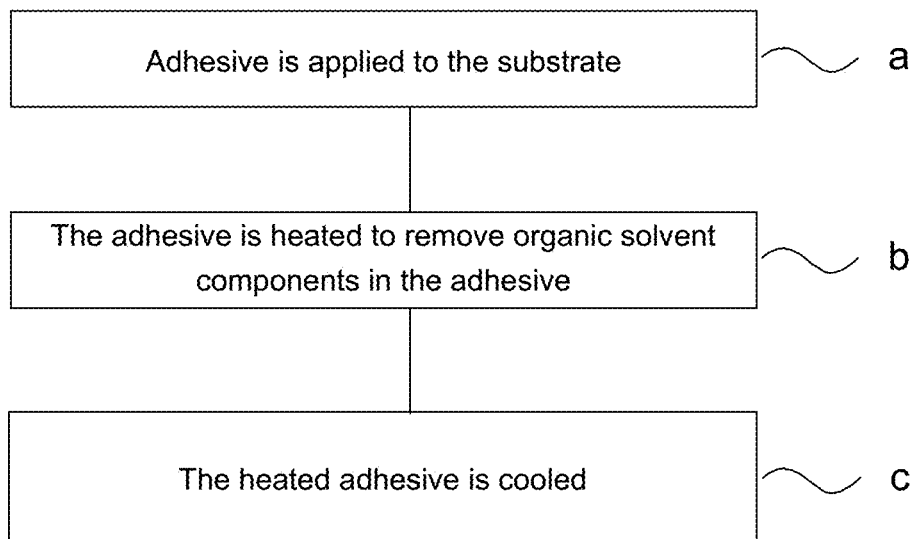 Adhesive is applied to the substrate
a
The adhesive is heated to remove organic solvent
components in the adhesive
b
The heated adhesive is cooled
c